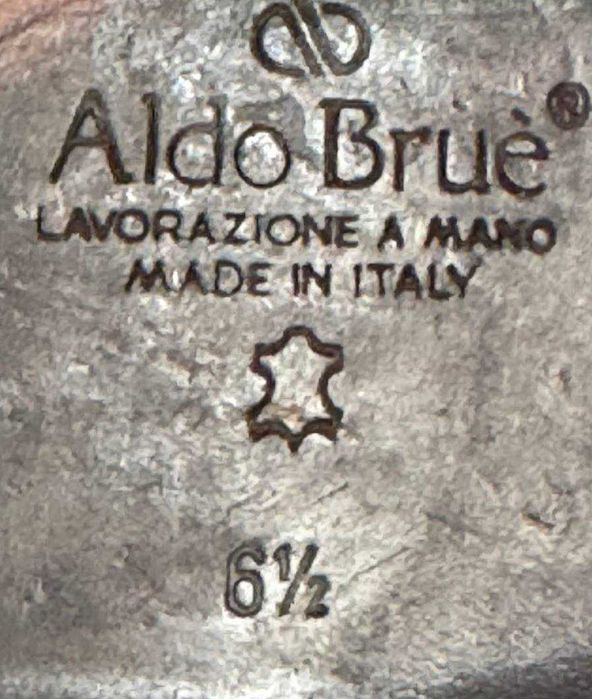 Aldo Bruè®
LAVORAZIONE A MANO
MADE IN ITALY
6½